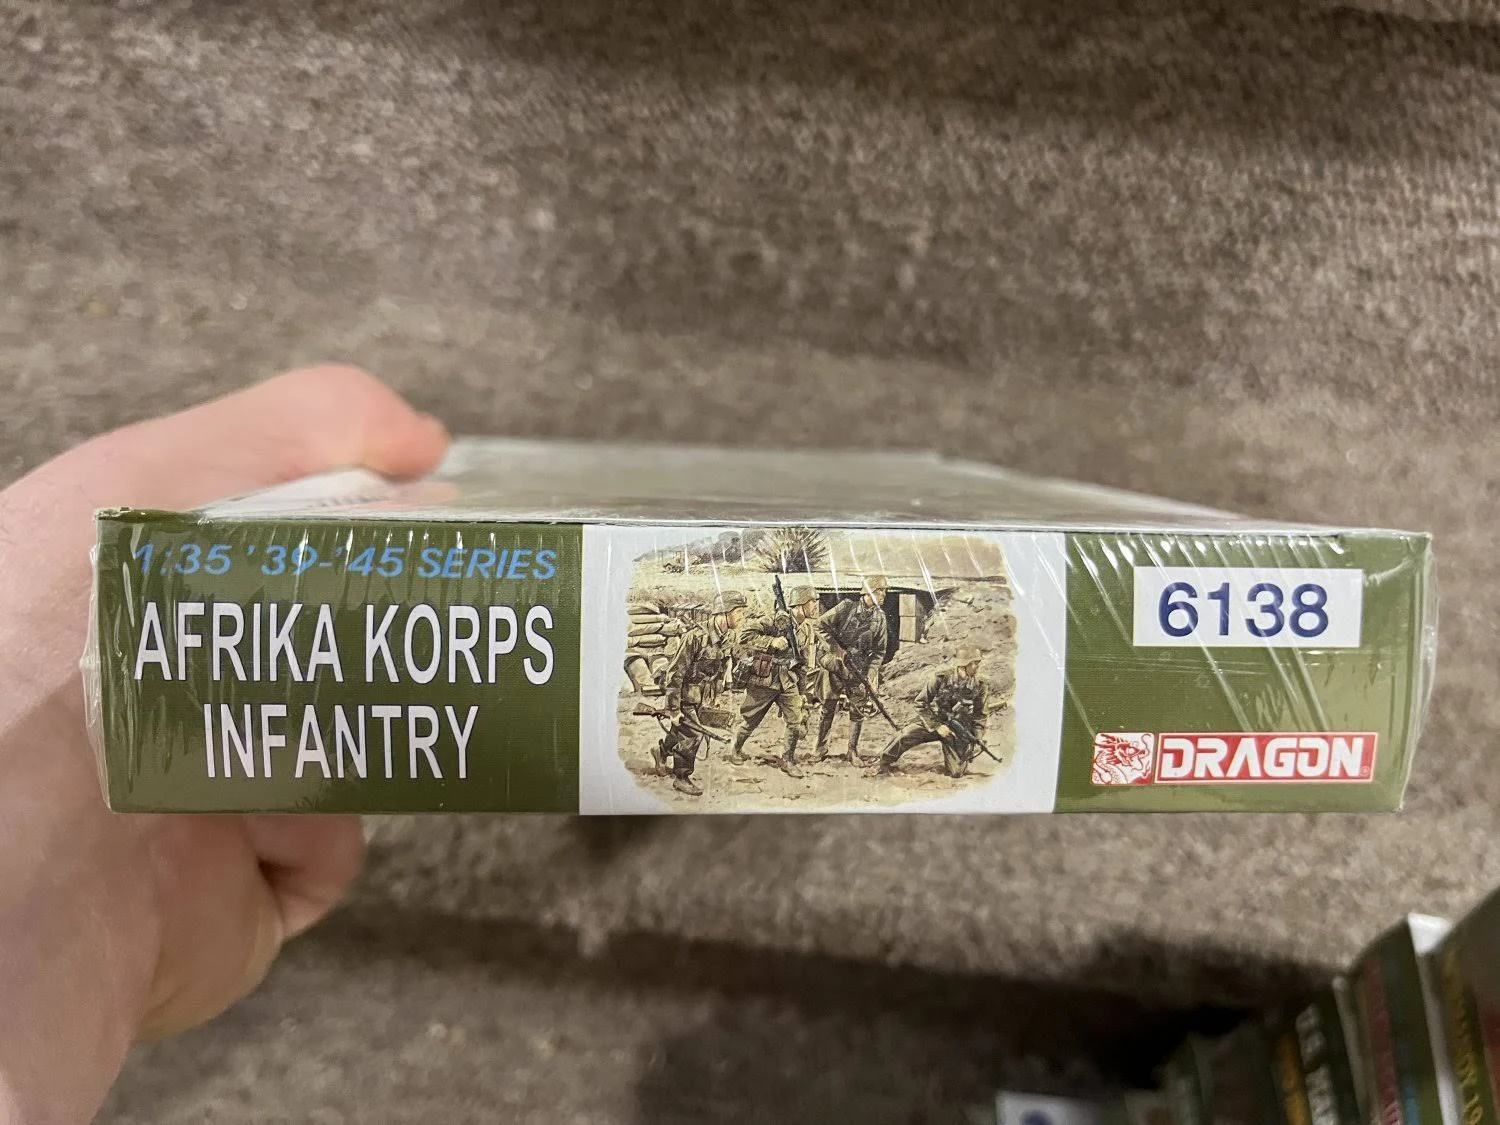 1:35 '39-'45 SERIES
AFRIKA KORPS
INFANTRY
6138
DRAGON